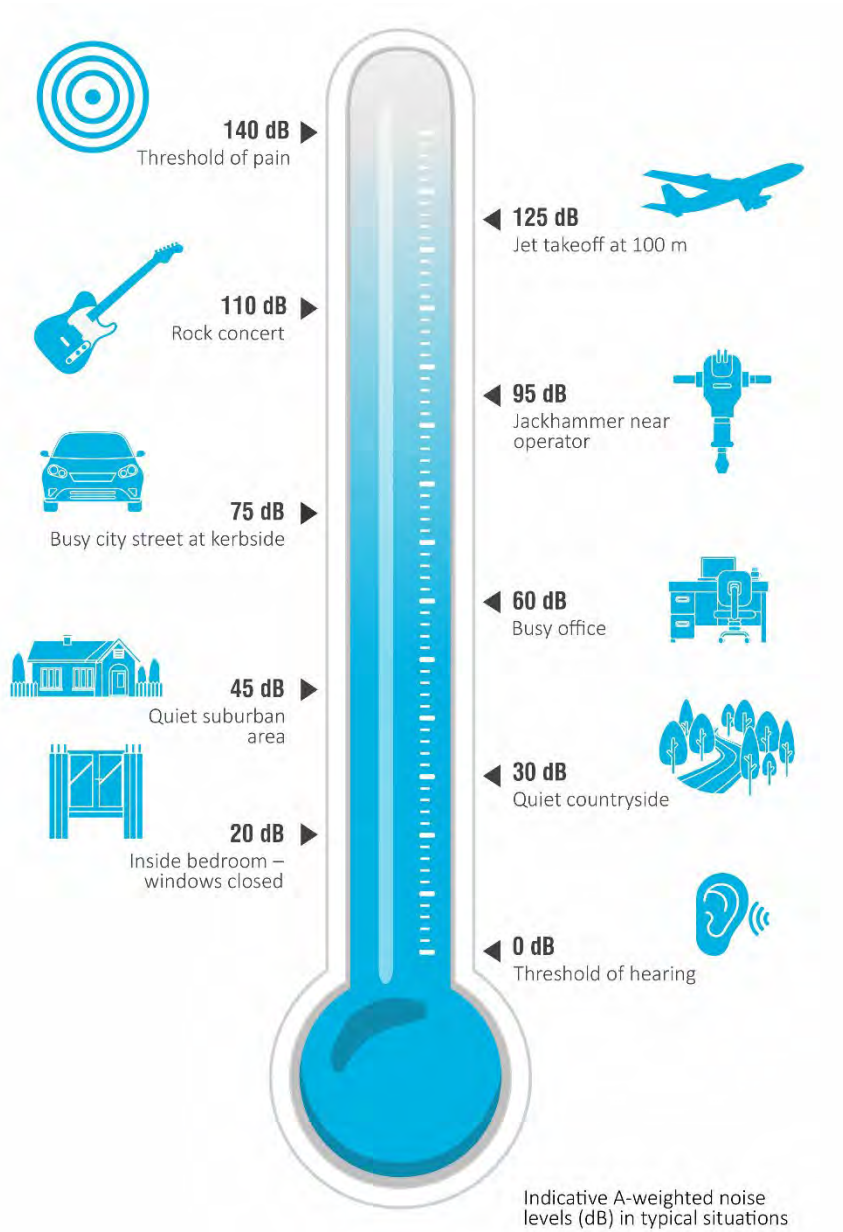 140 dB
Threshold of pain
125 dB
Jet takeoff at 100 m
110 dB
Rock concert
95 dB
Jackhammer near
operator
75 dB
Busy city street at kerbside
60 dB
Busy office
45 dB
Quiet suburban
area
30 dB
Quiet countryside
20 dB
Inside bedroom –
windows closed
0 dB
Threshold of hearing
Indicative A-weighted noise
levels (dB) in typical situations